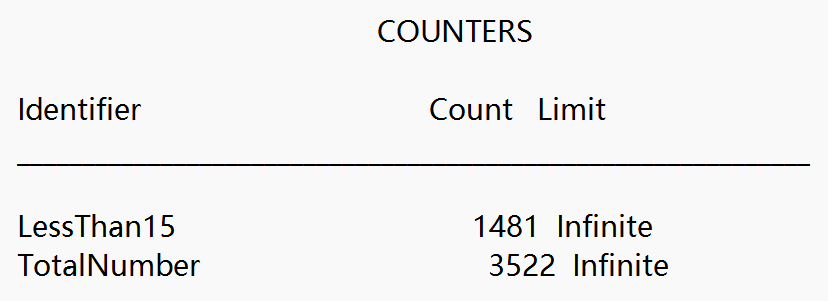 COUNTERS
Identifier Count Limit
LessThan15 1481 Infinite
TotalNumber 3522 Infinite